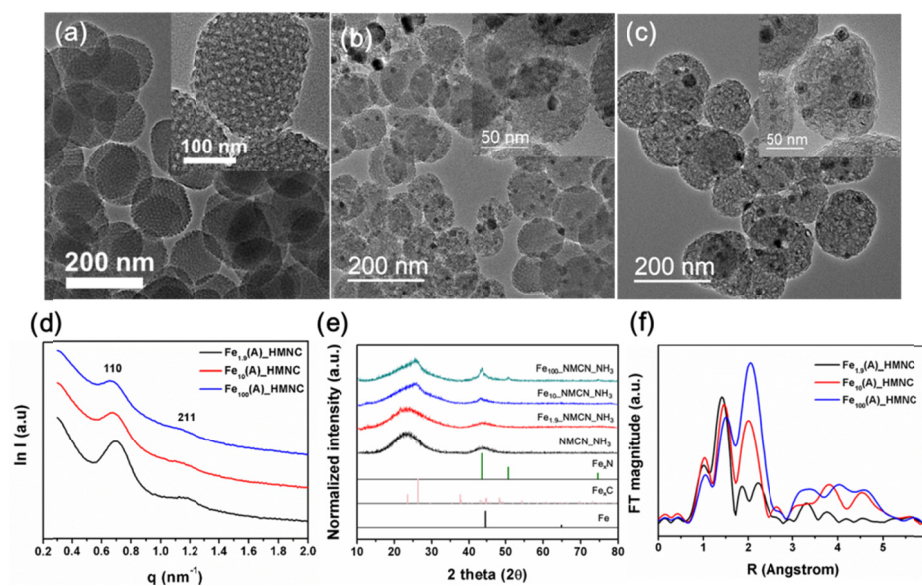 (a)
100 nm
200 nm
(b)
50 nm
200 nm
(c)
50 nm
200 nm
(d)
Fe1.9(A)_HMNC
Fe10(A)_HMNC
Fe100(A)_HMNC
110
211
ln I (a.u)
0.2 0.4 0.6 0.8 1.0 1.2 1.4 1.6 1.8 2.0
q (nm-1)
(e)
Normalized intensity (a.u.)
Fe100_NMCN_NH3
Fe10_NMCN_NH3
Fe1.9_NMCN_NH3
NMCN_NH3
Fe
10 20 30 40 50 60 70 80
2 theta (2θ)
(f)
Fe1.9(A)_HMNC
Fe10(A)_HMNC
Fe100(A)_HMNC
FT magnitude (a.u.)
0 1 2 3 4 5
R (Angstrom)